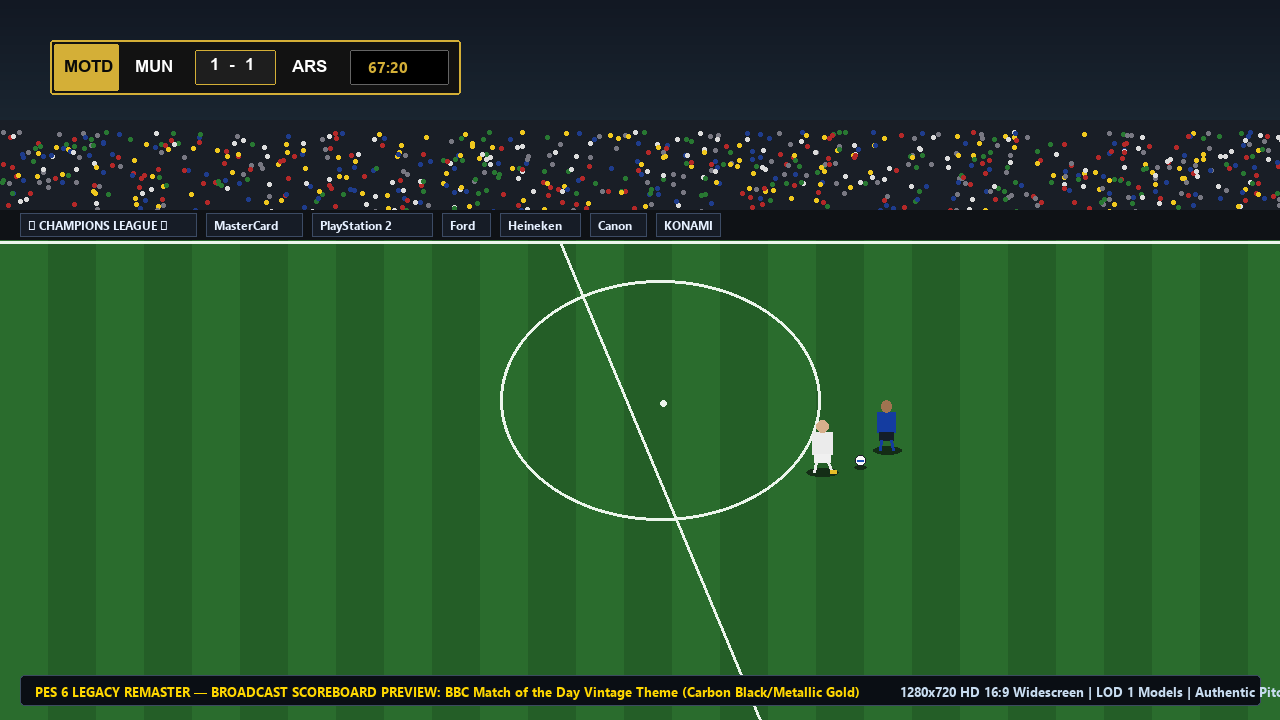 MOTD MUN 1 - 1 ARS 67:20
CHAMPIONS LEAGUE MasterCard PlayStation 2 Ford Heineken Canon KONAMI
PES 6 LEGACY REMASTER — BROADCAST SCOREBOARD PREVIEW: BBC Match of the Day Vintage Theme (Carbon Black/Metallic Gold) 1280x720 HD 16:9 Widescreen | LOD 1 Models | Authentic